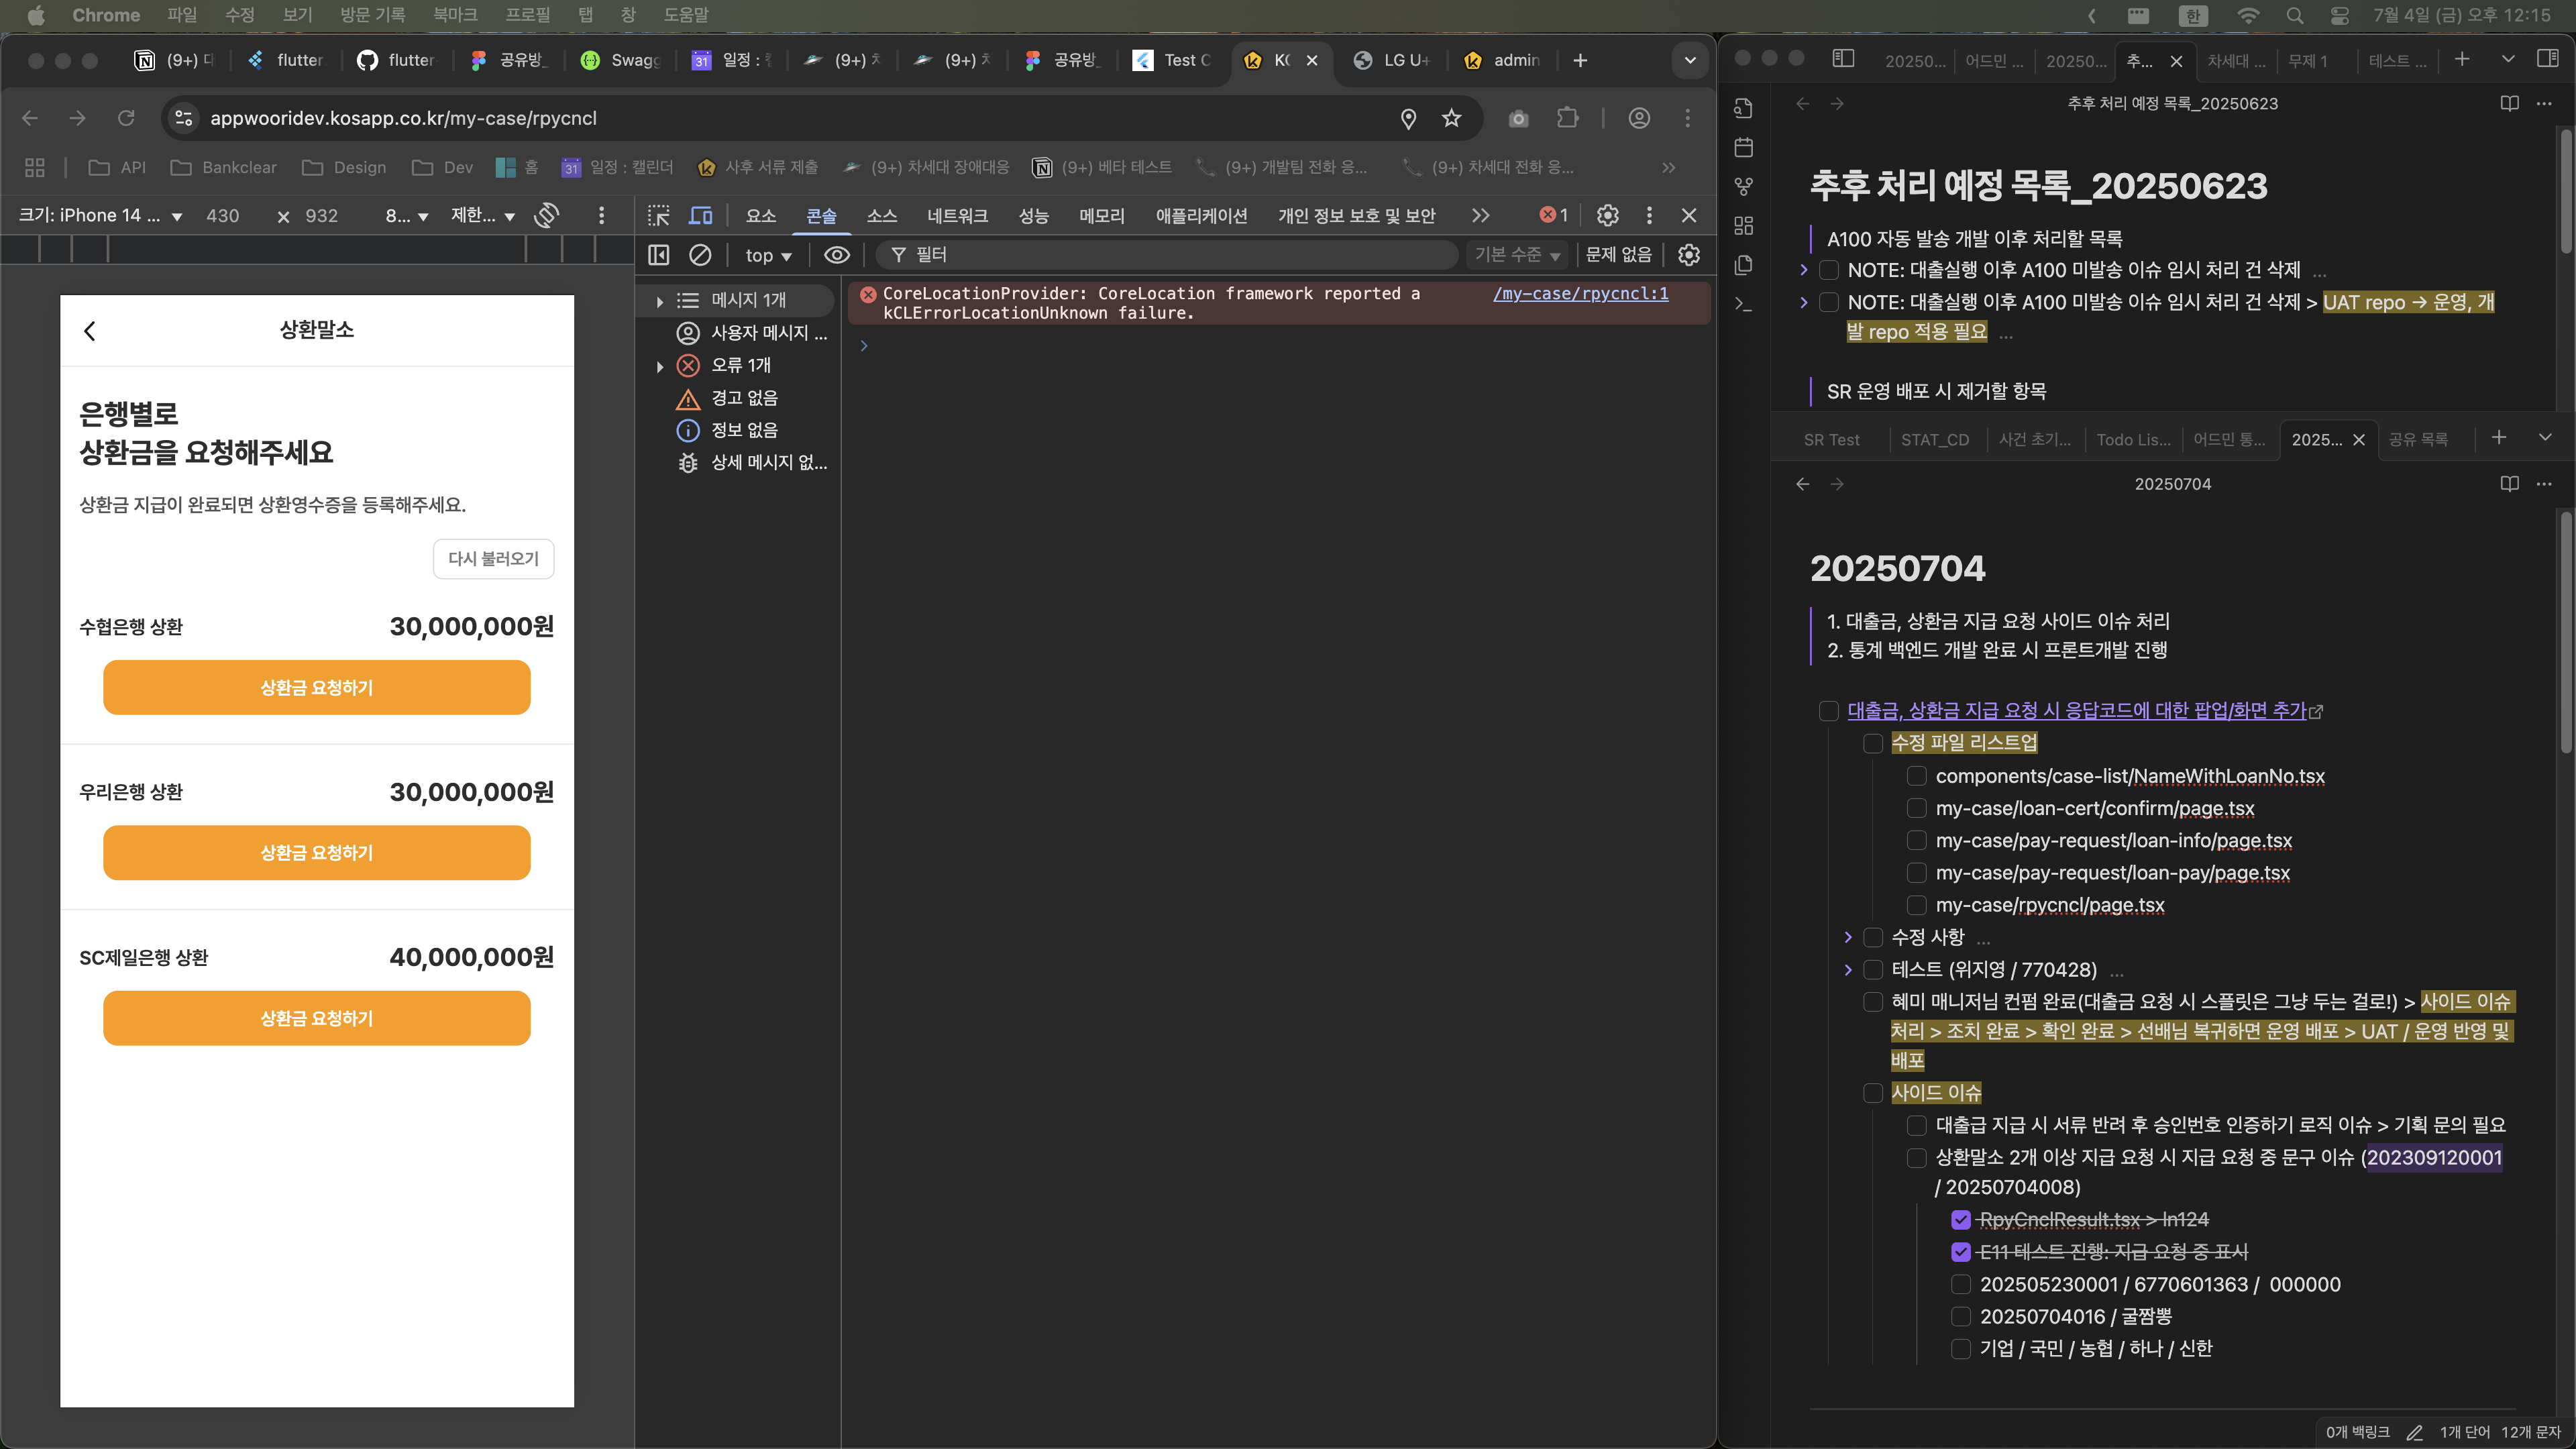 Chrome 파일 수정 보기 방문 기록 북마크 프로필 탭 창 도움말
한 7월 4일 (금) 오후 12:15
(9+) flutter flutter 공유방_ Swagg 일정 : (9+) (9+) 공유방_ Test C KO LG U+ admin
appwooridev.kosapp.co.kr/my-case/rpycncl
API Bankclear Design Dev 홈 일정 : 캘린더 사후 서류 제출 (9+) 차세대 장애대응 (9+) 베타 테스트 (9+) 개발팀 전화 응... (9+) 차세대 전화 응...
크기: iPhone 14 ... 430 × 932 8... 제한...
요소 콘솔 소스 네트워크 성능 메모리 애플리케이션 개인 정보 보호 및 보안 1
top 필터 기본 수준 문제 없음
메시지 1개
사용자 메시지 ...
오류 1개
경고 없음
정보 없음
상세 메시지 없...
CoreLocationProvider: CoreLocation framework reported a /my-case/rpycncl:1
kCLErrorLocationUnknown failure.
상환말소
은행별로
상환금을 요청해주세요
상환금 지급이 완료되면 상환영수증을 등록해주세요.
다시 불러오기
수협은행 상환 30,000,000원
상환금 요청하기
우리은행 상환 30,000,000원
상환금 요청하기
SC제일은행 상환 40,000,000원
상환금 요청하기
20250... 어드민 ... 20250... 추... 차세대 ... 무제 1 테스트 ...
추후 처리 예정 목록_20250623
추후 처리 예정 목록_20250623
A100 자동 발송 개발 이후 처리할 목록
NOTE: 대출실행 이후 A100 미발송 이슈 임시 처리 건 삭제 ...
NOTE: 대출실행 이후 A100 미발송 이슈 임시 처리 건 삭제 > UAT repo → 운영, 개
발 repo 적용 필요 ...
SR 운영 배포 시 제거할 항목
SR Test STAT_CD 사건 초기... Todo Lis... 어드민 통... 2025... 공유 목록
20250704
20250704
1. 대출금, 상환금 지급 요청 사이드 이슈 처리
2. 통계 백엔드 개발 완료 시 프론트개발 진행
대출금, 상환금 지급 요청 시 응답코드에 대한 팝업/화면 추가
수정 파일 리스트업
components/case-list/NameWithLoanNo.tsx
my-case/loan-cert/confirm/page.tsx
my-case/pay-request/loan-info/page.tsx
my-case/pay-request/loan-pay/page.tsx
my-case/rpycncl/page.tsx
수정 사항 ...
테스트 (위지영 / 770428) ...
혜미 매니저님 컨펌 완료(대출금 요청 시 스플릿은 그냥 두는 걸로!) > 사이드 이슈
처리 > 조치 완료 > 확인 완료 > 선배님 복귀하면 운영 배포 > UAT / 운영 반영 및
배포
사이드 이슈
대출급 지급 시 서류 반려 후 승인번호 인증하기 로직 이슈 > 기획 문의 필요
상환말소 2개 이상 지급 요청 시 지급 요청 중 문구 이슈 (202309120001
/ 20250704008)
RpyCnclResult.tsx > ln124
E11 테스트 진행: 지급 요청 중 표시
202505230001 / 6770601363 / 000000
20250704016 / 굴짬뽕
기업 / 국민 / 농협 / 하나 / 신한
0개 백링크 1개 단어 12개 문자